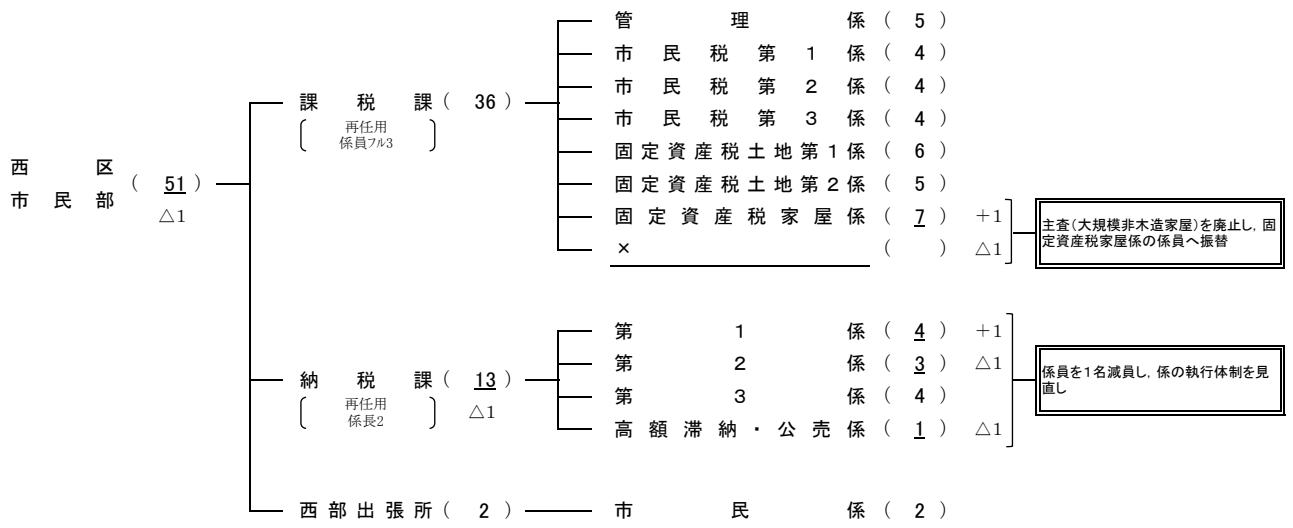 管理係（ 5 ）
市民税第1係（ 4 ）
市民税第2係（ 4 ）
課税課（ 36 ）
市民税第3係（ 4 ）
再任用
係員フル3
固定資産税土地第1係（ 6 ）
西区
市民部
（ 51 ）
△1
固定資産税土地第2係（ 5 ）
固定資産税家屋係（ 7 ） +1
×（ ） △1
主査(大規模非木造家屋)を廃止し，固
定資産税家屋係の係員へ振替
第1係（ 4 ） +1
第2係（ 3 ） △1
納税課（ 13 ）
△1
再任用
係長2
第3係（ 4 ）
高額滞納・公売係（ 1 ） △1
係員を1名減員し，係の執行体制を見
直し
西部出張所（ 2 ）
市民係（ 2 ）